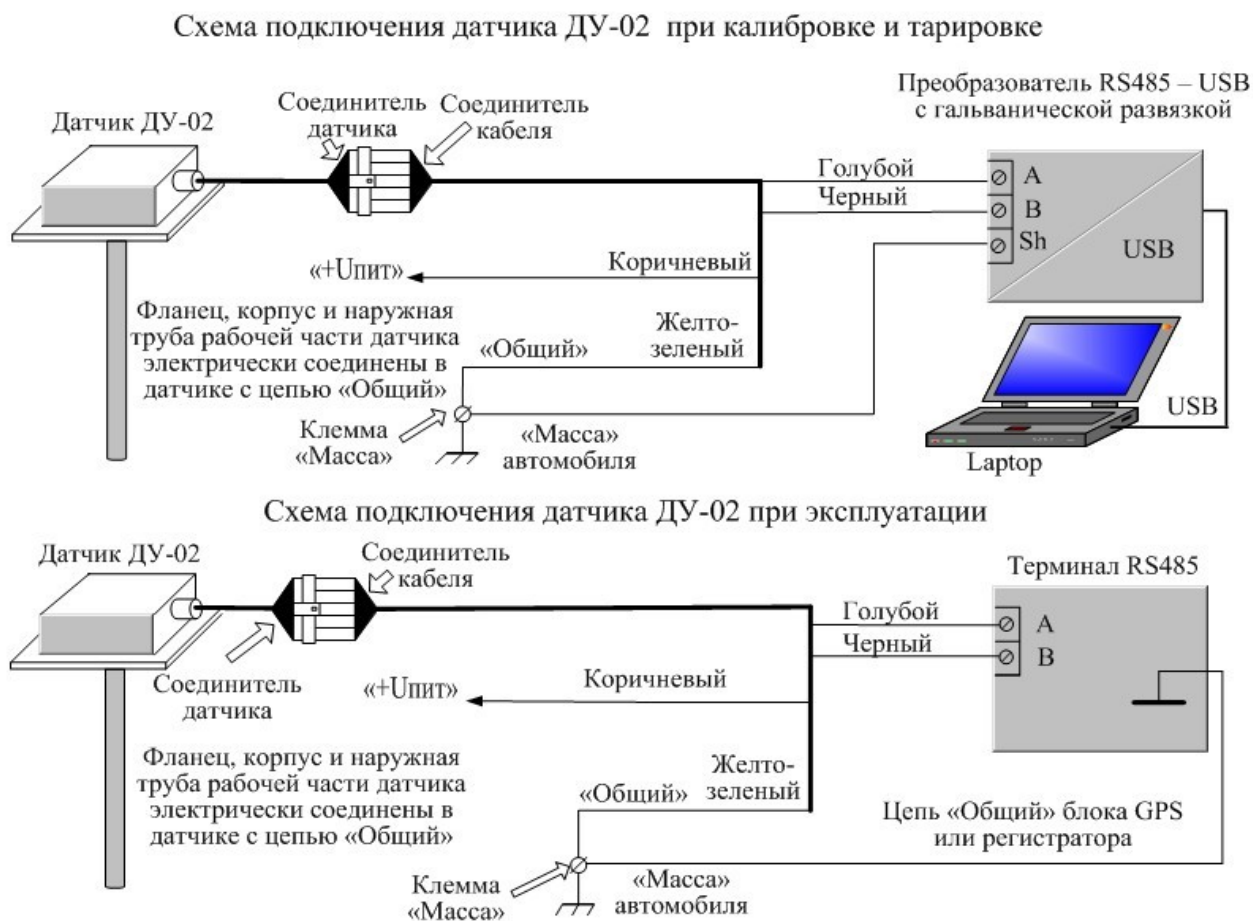 Схема подключения датчика ДУ-02 при калибровке и тарировке
Датчик ДУ-02
Соединитель
датчика
Соединитель
кабеля
Преобразователь RS485 – USB
с гальванической развязкой
Голубой
Черный
A
B
Sh
USB
«+Uпит»
Коричневый
Фланец, корпус и наружная
труба рабочей части датчика
электрически соединены в
датчике с цепью «Общий»
Желто-
зеленый
«Общий»
Клемма
«Масса»
«Масса»
автомобиля
USB
Laptop
Схема подключения датчика ДУ-02 при эксплуатации
Датчик ДУ-02
Соединитель
кабеля
Терминал RS485
Голубой
Черный
A
B
Соединитель
датчика
«+Uпит»
Коричневый
Фланец, корпус и наружная
труба рабочей части датчика
электрически соединены в
датчике с цепью «Общий»
Желто-
зеленый
«Общий»
Цепь «Общий» блока GPS
или регистратора
Клемма
«Масса»
«Масса»
автомобиля